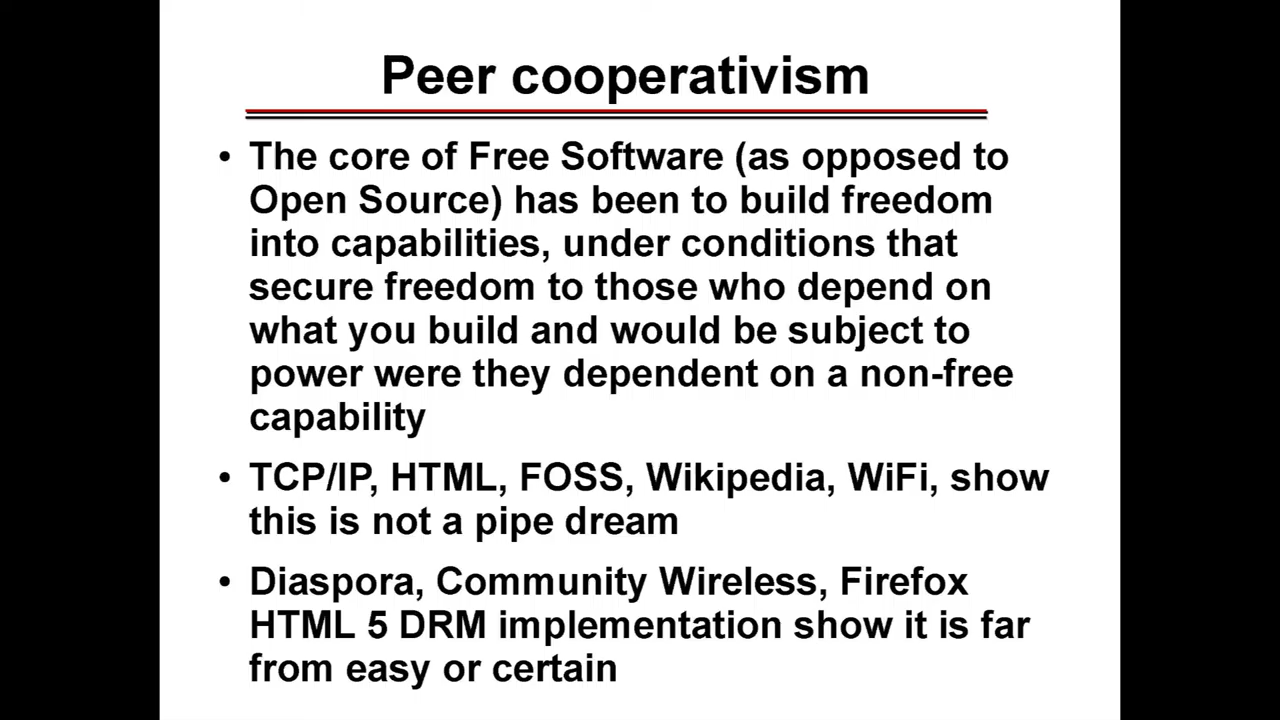 Peer cooperativism
• The core of Free Software (as opposed to
Open Source) has been to build freedom
into capabilities, under conditions that
secure freedom to those who depend on
what you build and would be subject to
power were they dependent on a non-free
capability
• TCP/IP, HTML, FOSS, Wikipedia, WiFi, show
this is not a pipe dream
• Diaspora, Community Wireless, Firefox
HTML 5 DRM implementation show it is far
from easy or certain